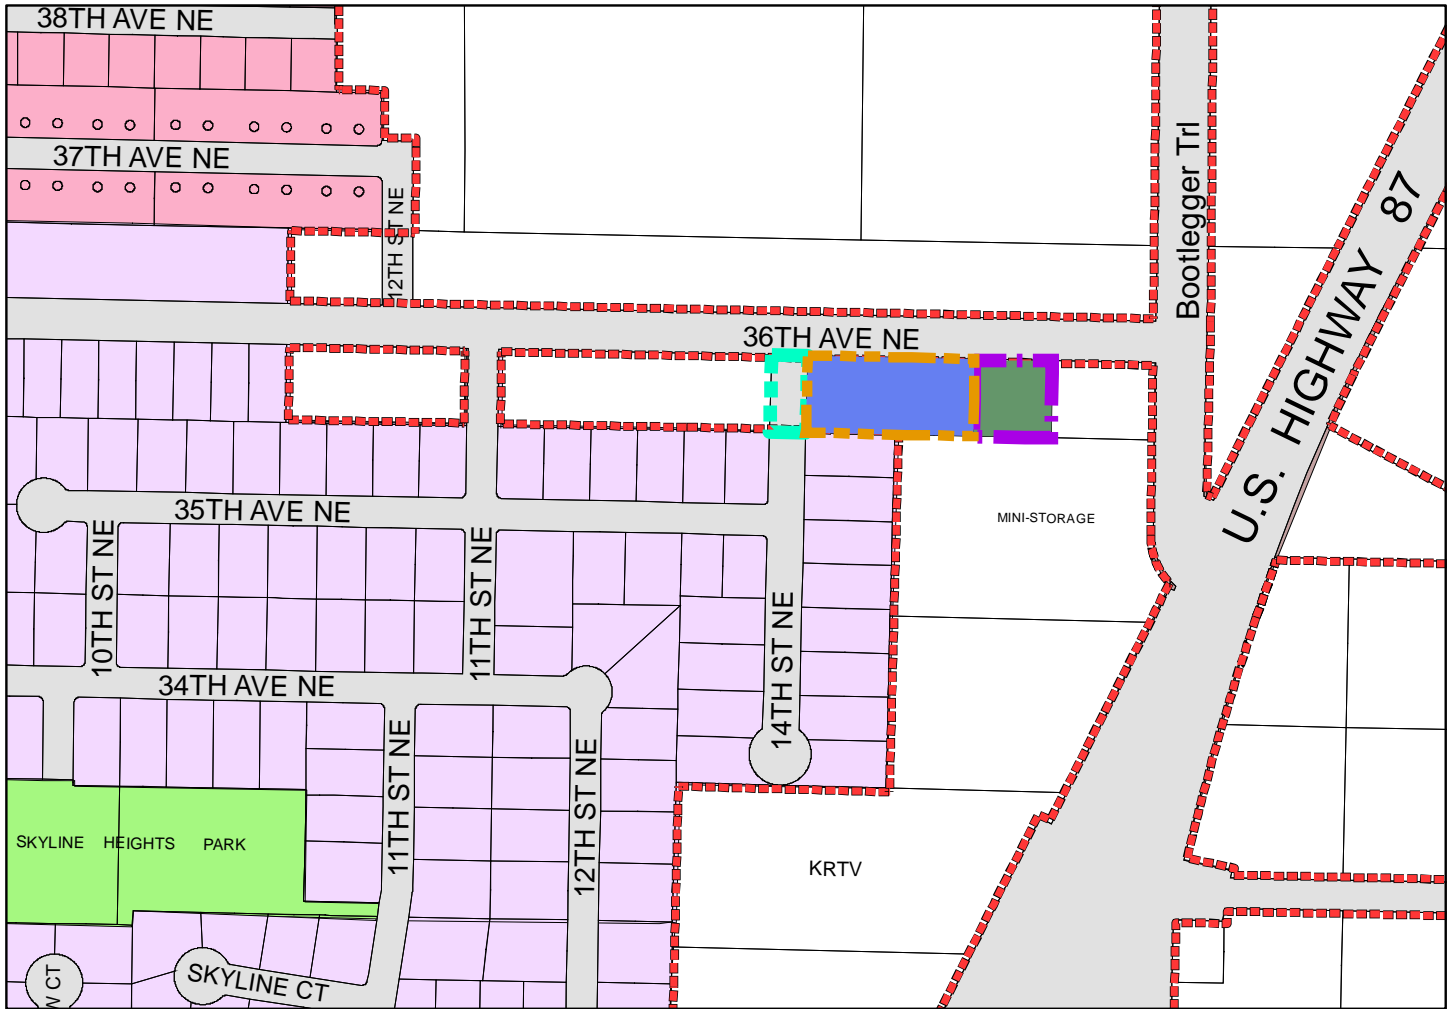 38TH AVE NE
37TH AVE NE
12TH ST NE
Bootlegger Trl
U.S. HIGHWAY 87
36TH AVE NE
35TH AVE NE
MINI-STORAGE
10TH ST NE
11TH ST NE
14TH ST NE
34TH AVE NE
11TH ST NE
12TH ST NE
SKYLINE HEIGHTS PARK
KRTV
W CT
SKYLINE CT